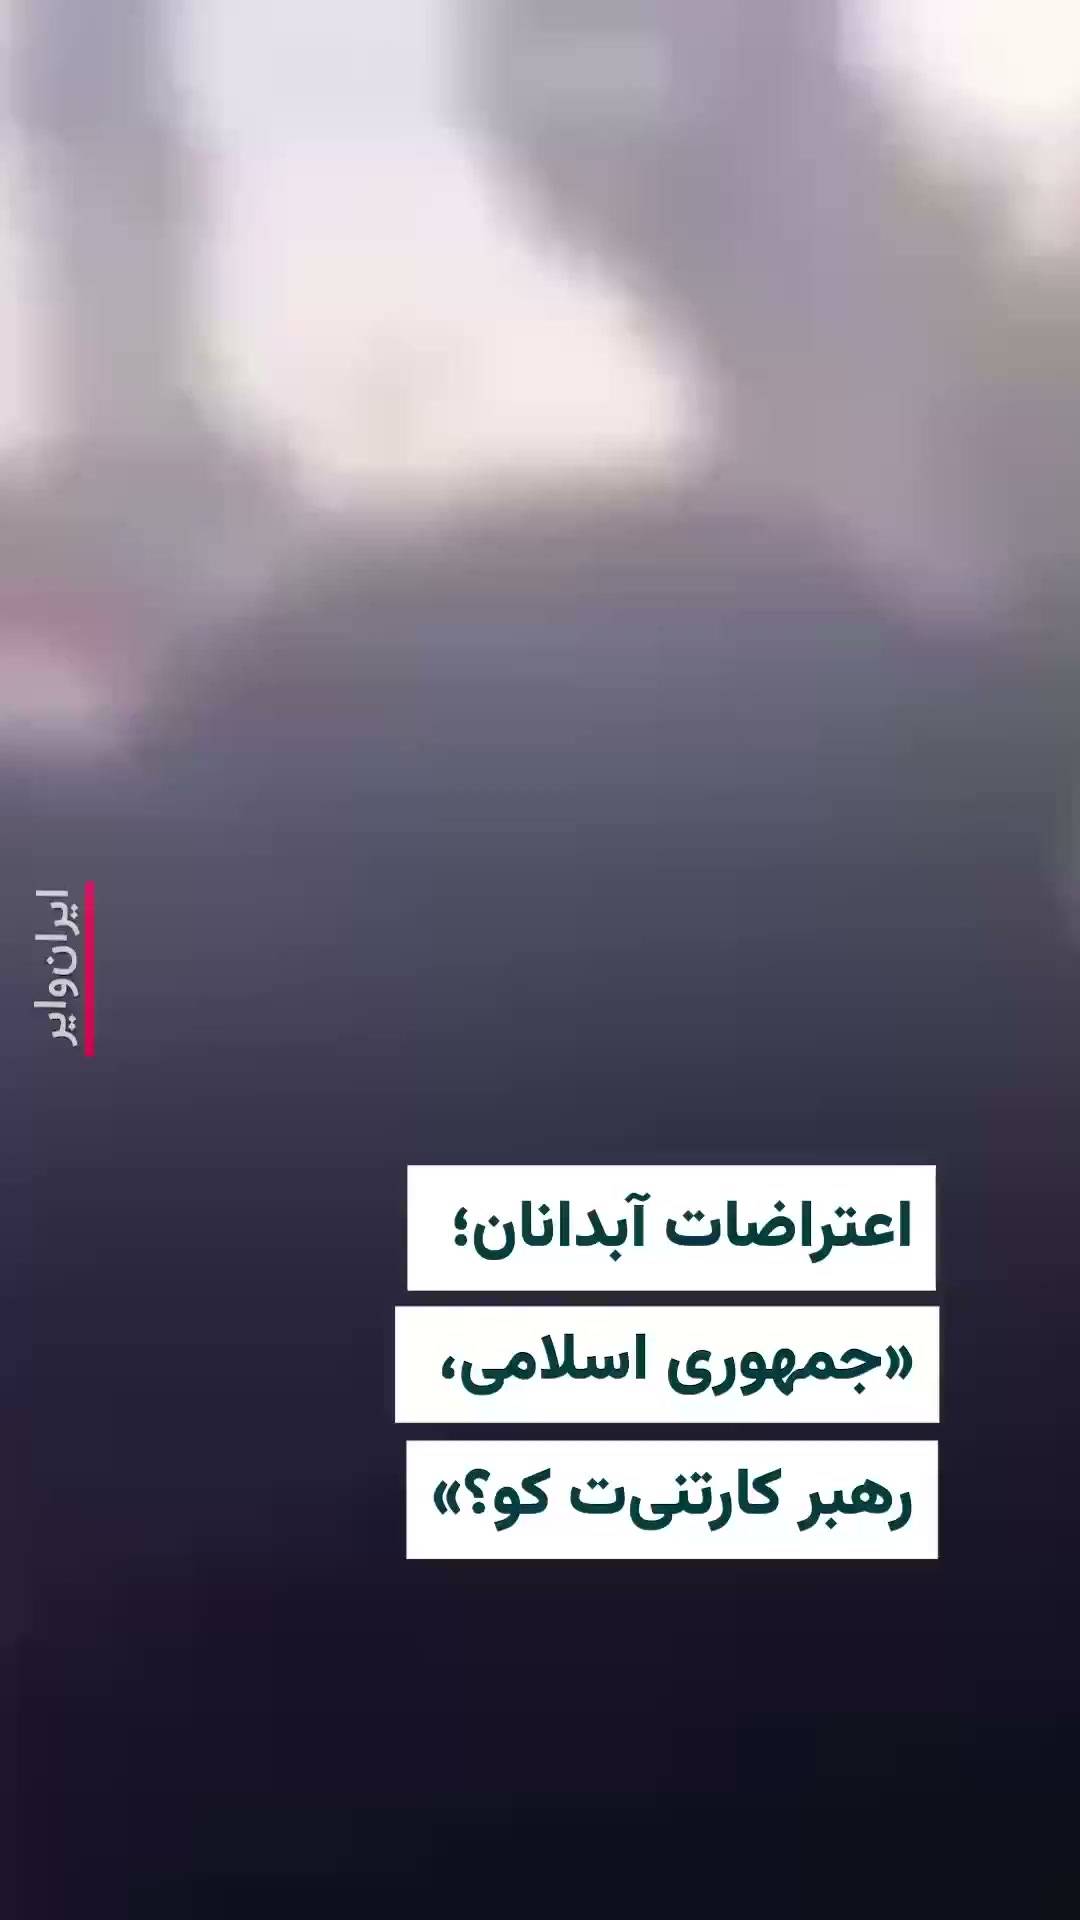 اعتراضات آبدانان؛
«جمهوری اسلامی،
رهبر کارتنی‌ت کو؟»
ایران‌وایر